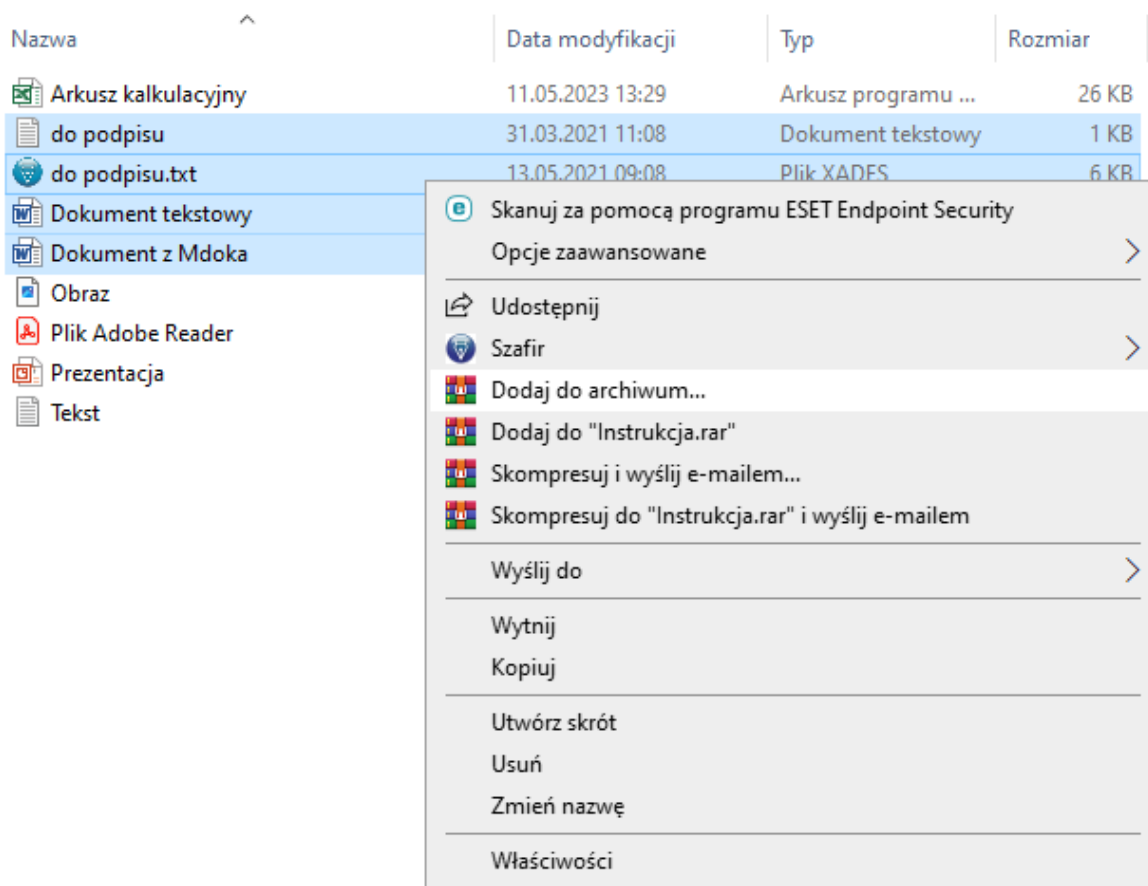 Nazwa Data modyfikacji Typ Rozmiar
Arkusz kalkulacyjny 11.05.2023 13:29 Arkusz programu ... 26 KB
do podpisu 31.03.2021 11:08 Dokument tekstowy 1 KB
do podpisu.txt 13.05.2021 09:08 Plik XADES 6 KB
Dokument tekstowy
Dokument z Mdoka
Obraz
Plik Adobe Reader
Prezentacja
Tekst
Skanuj za pomocą programu ESET Endpoint Security
Opcje zaawansowane
Udostępnij
Szafir
Dodaj do archiwum...
Dodaj do "Instrukcja.rar"
Skompresuj i wyślij e-mailem...
Skompresuj do "Instrukcja.rar" i wyślij e-mailem
Wyślij do
Wytnij
Kopiuj
Utwórz skrót
Usuń
Zmień nazwę
Właściwości